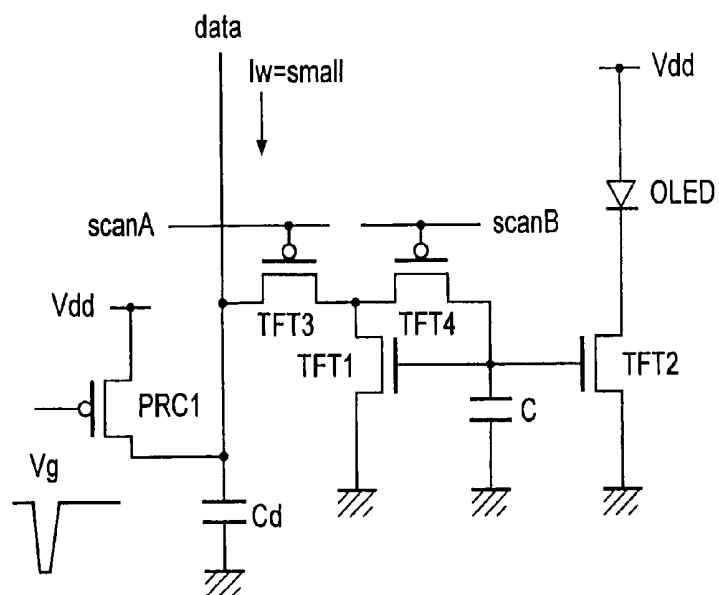 data
Iw=small
Vdd
OLED
scanA
scanB
Vdd
TFT3
TFT4
TFT1
TFT2
PRC1
C
Vg
Cd